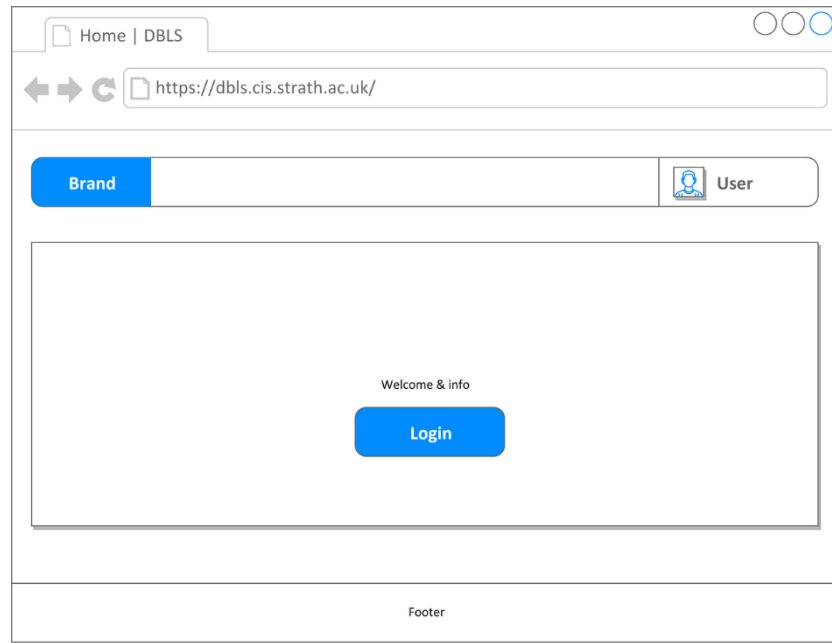 Home | DBLS
https://dbls.cis.strath.ac.uk/
Brand
User
Welcome & info
Login
Footer